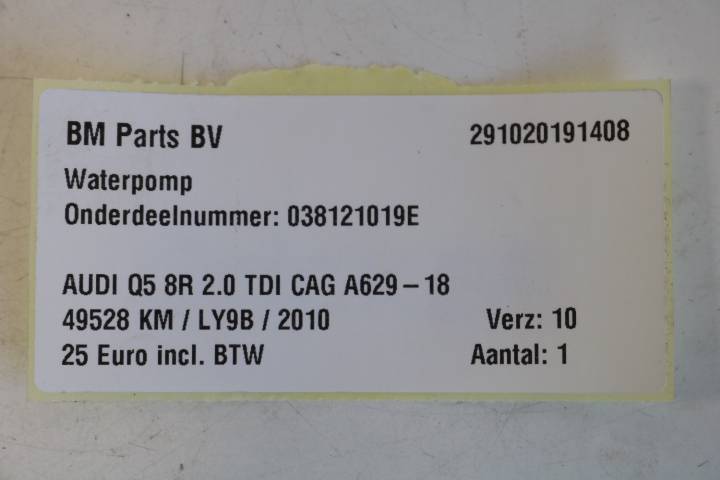 BM Parts BV 291020191408
Waterpomp
Onderdeelnummer: 038121019E
AUDI Q5 8R 2.0 TDI CAG A629-18
49528 KM / LY9B / 2010 Verz: 10
25 Euro incl. BTW Aantal: 1